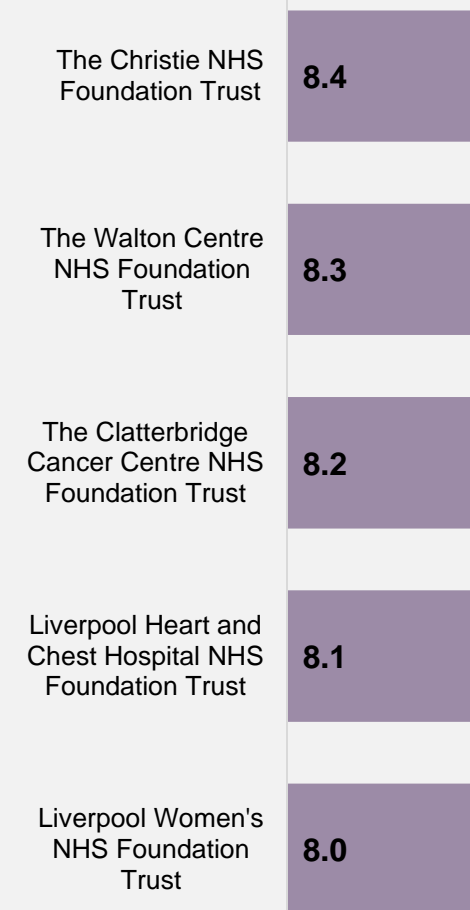 The Christie NHS
Foundation Trust
8.4
The Walton Centre
NHS Foundation
Trust
8.3
The Clatterbridge
Cancer Centre NHS
Foundation Trust
8.2
Liverpool Heart and
Chest Hospital NHS
Foundation Trust
8.1
Liverpool Women's
NHS Foundation
Trust
8.0